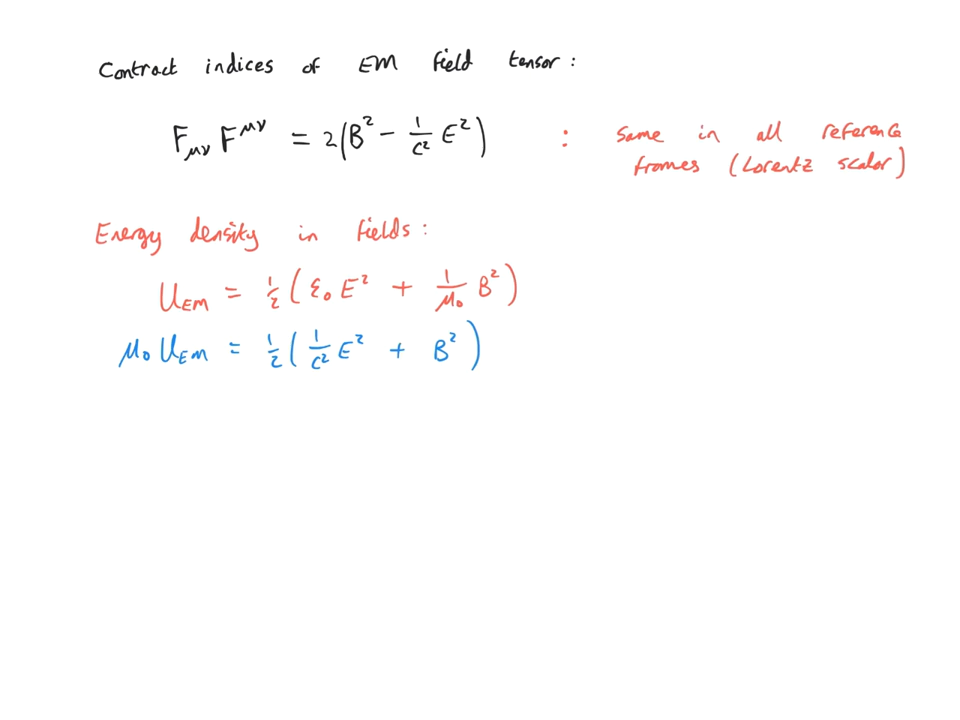 Contract indices of EM field tensor:
F_μν F^μν = 2(B² − 1/c² E²) : same in all reference
frames (Lorentz scalar)
Energy density in fields:
U_EM = 1/2 (ε₀ E² + 1/μ₀ B²)
μ₀ U_EM = 1/2 (1/c² E² + B²)